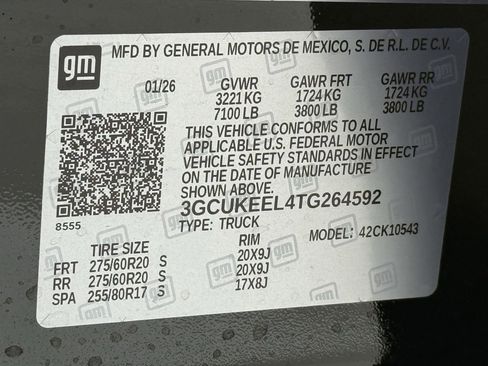 gm
MFD BY GENERAL MOTORS DE MEXICO, S. DE R.L. DE C.V.
01/26 GVWR GAWR FRT GAWR RR
3221 KG 1724 KG 1724 KG
7100 LB 3800 LB 3800 LB
THIS VEHICLE CONFORMS TO ALL
APPLICABLE U.S. FEDERAL MOTOR
VEHICLE SAFETY STANDARDS IN EFFECT
ON THE DATE OF MANUFACTURE
SHOWN ABOVE.
3GCUKEEL4TG264592
8555 TYPE: TRUCK MODEL: 42CK10543
TIRE SIZE RIM
FRT 275/60R20 S 20X9J
RR 275/60R20 S 20X9J
SPA 255/80R17 S 17X8J